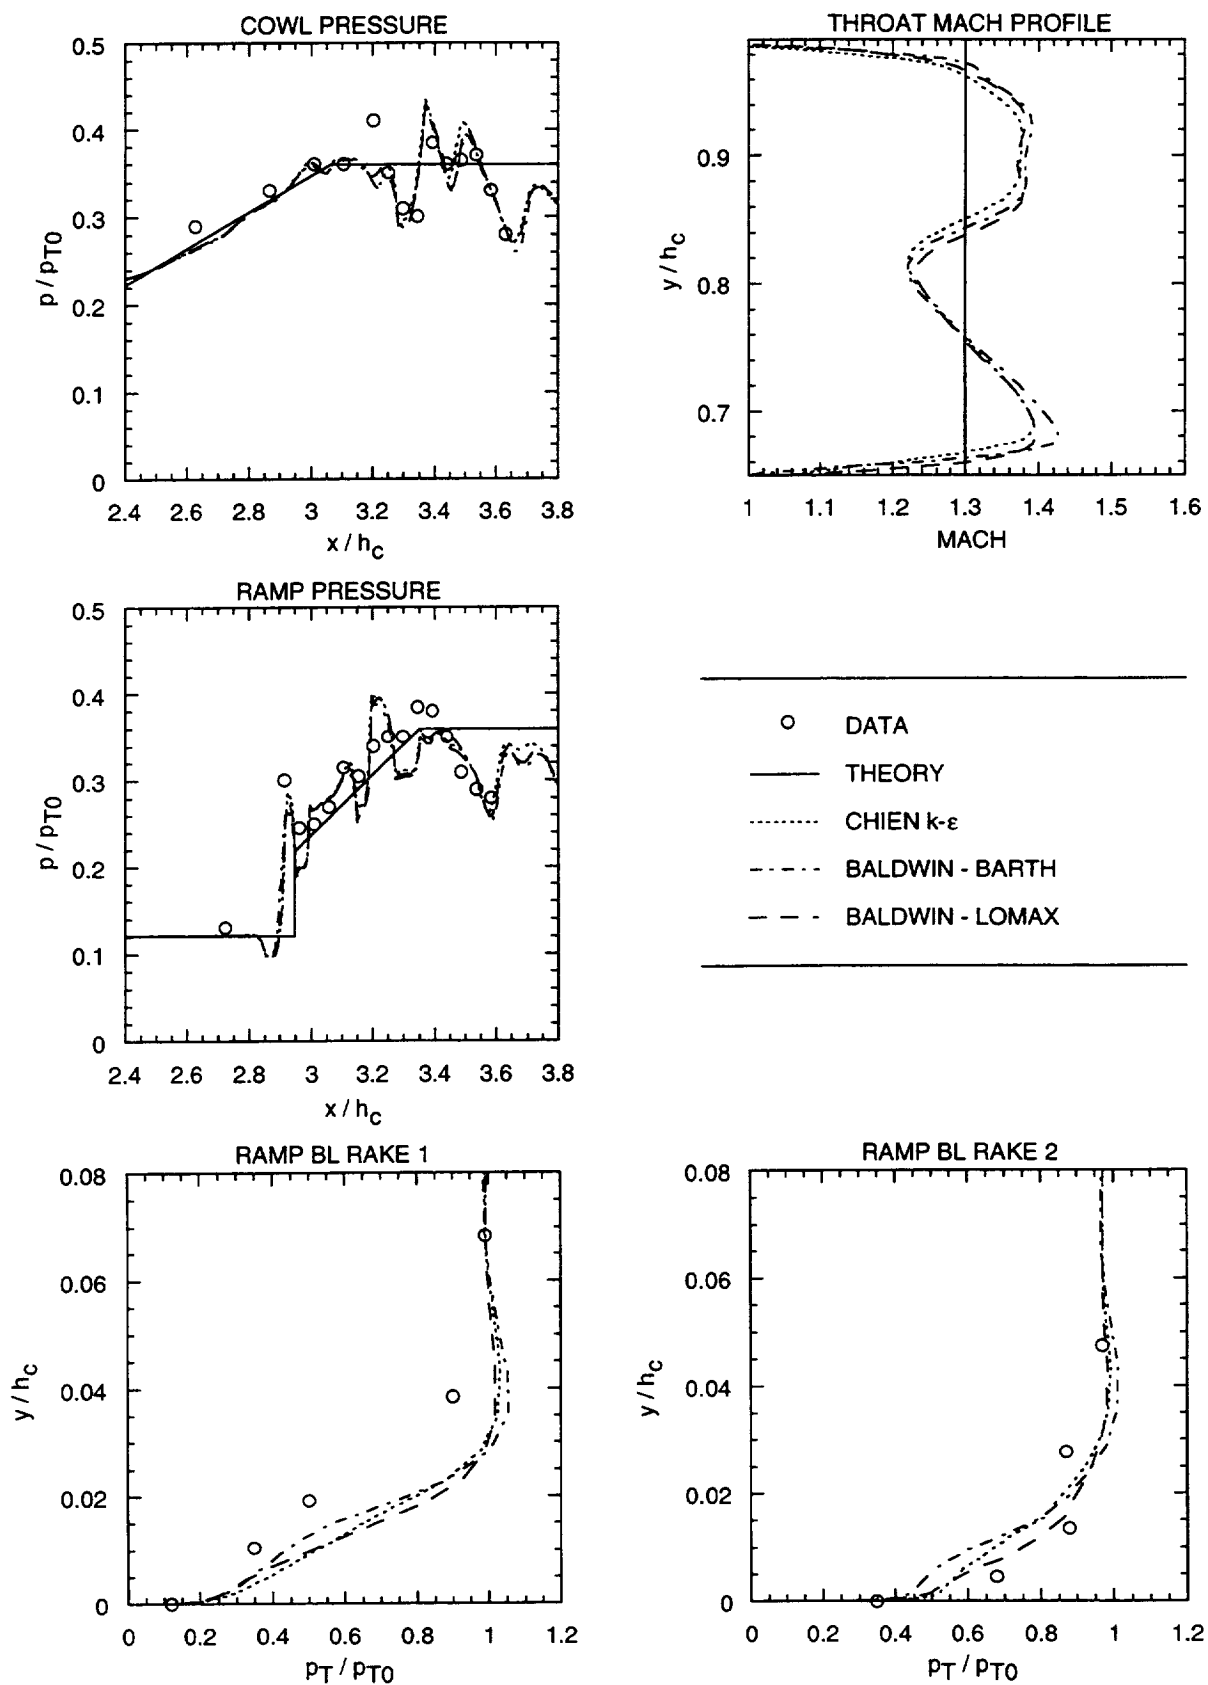 COWL PRESSURE
0.5
0.4
0.3
0.2
0.1
0
p / pT0
2.4 2.6 2.8 3 3.2 3.4 3.6 3.8
x / hc
THROAT MACH PROFILE
0.9
0.8
0.7
y / hc
1 1.1 1.2 1.3 1.4 1.5 1.6
MACH
RAMP PRESSURE
0.5
0.4
0.3
0.2
0.1
0
p / pT0
2.4 2.6 2.8 3 3.2 3.4 3.6 3.8
x / hc
DATA
THEORY
CHIEN k-ε
BALDWIN - BARTH
BALDWIN - LOMAX
RAMP BL RAKE 1
0.08
0.06
0.04
0.02
0
y / hc
0 0.2 0.4 0.6 0.8 1 1.2
pT / pT0
RAMP BL RAKE 2
0.08
0.06
0.04
0.02
0
y / hc
0 0.2 0.4 0.6 0.8 1 1.2
pT / pT0